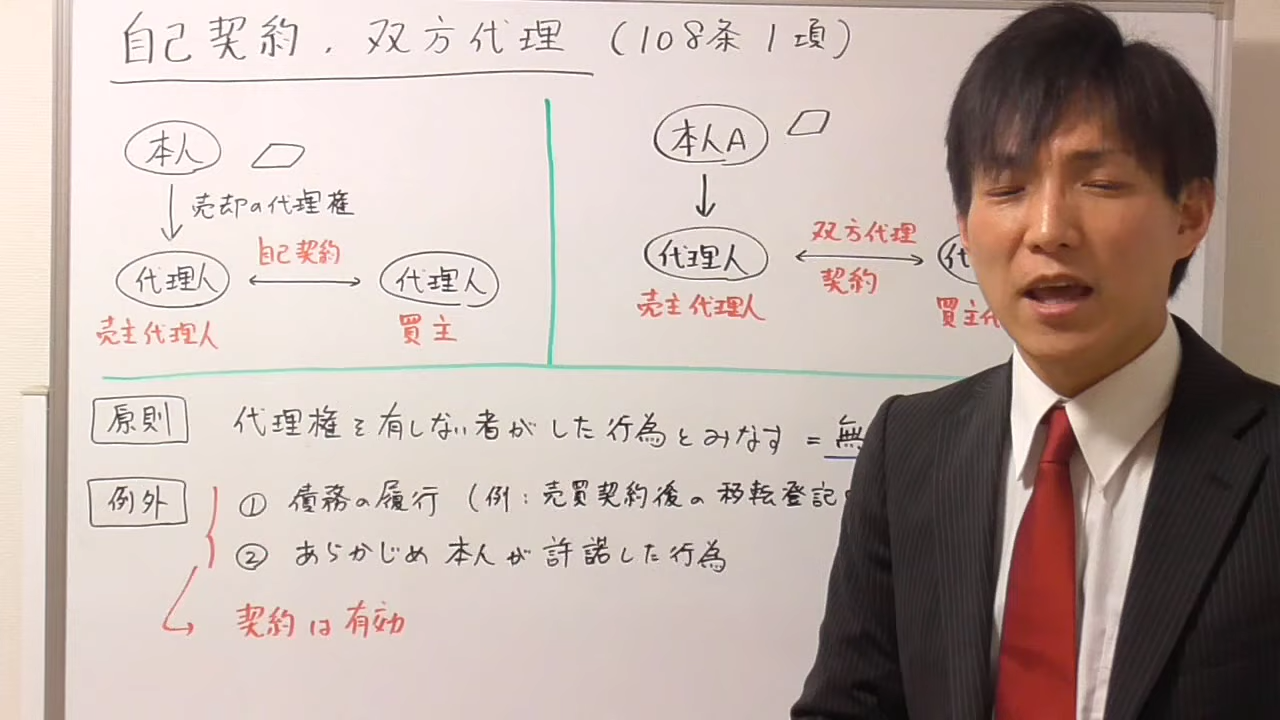 自己契約．双方代理 （108条1項）
本人
売却の代理権
代理人
自己契約
代理人
売主代理人
買主
本人A
代理人
双方代理
契約
代
売主代理人
買主代
原則 代理権を有しない者がした行為とみなす = 無
例外 ① 債務の履行 （例：売買契約後の移転登記
② あらかじめ本人が許諾した行為
契約は有効